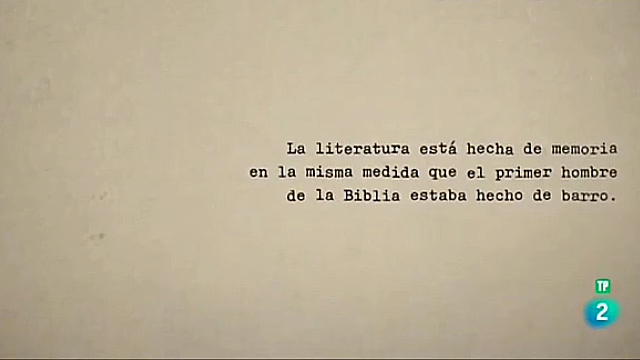 La literatura está hecha de memoria
en la misma medida que el primer hombre
de la Biblia estaba hecho de barro.
TP
2